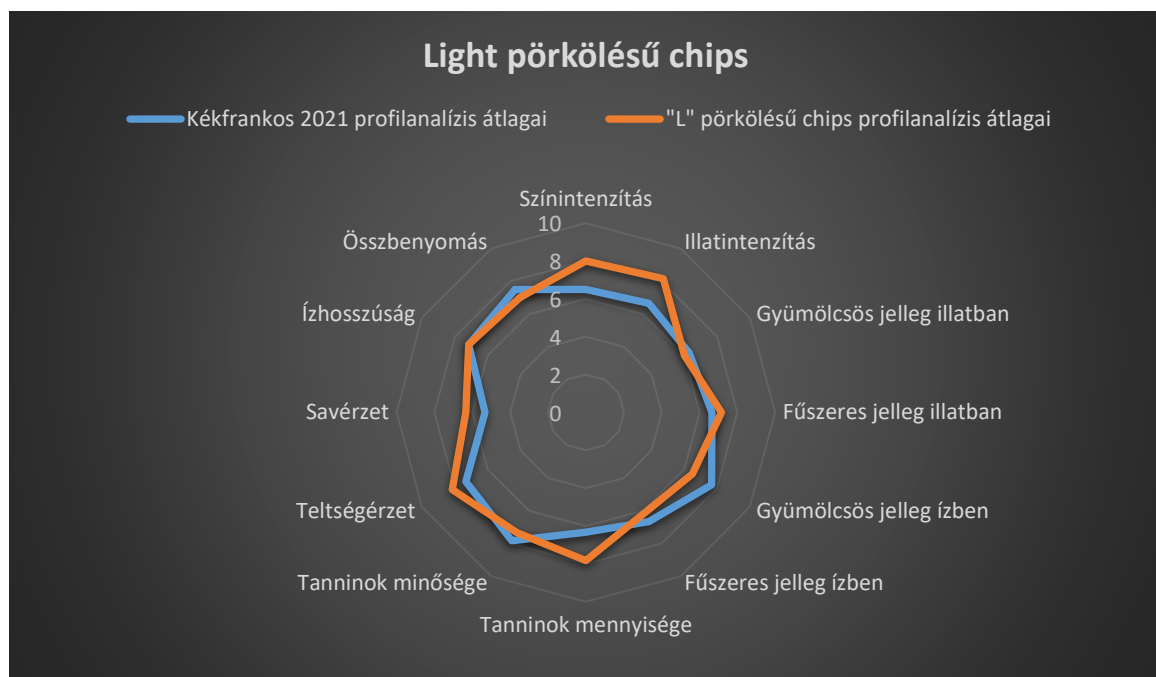 Light pörkölésű chips
Kékfrankos 2021 profilanalízis átlagai
"L" pörkölésű chips profilanalízis átlagai
Színintenzítás
Illatintenzítás
Gyümölcsös jelleg illatban
Fűszeres jelleg illatban
Gyümölcsös jelleg ízben
Fűszeres jelleg ízben
Tanninok mennyisége
Tanninok minősége
Teltségérzet
Savérzet
Ízhosszúság
Összbenyomás
10
8
6
4
2
0